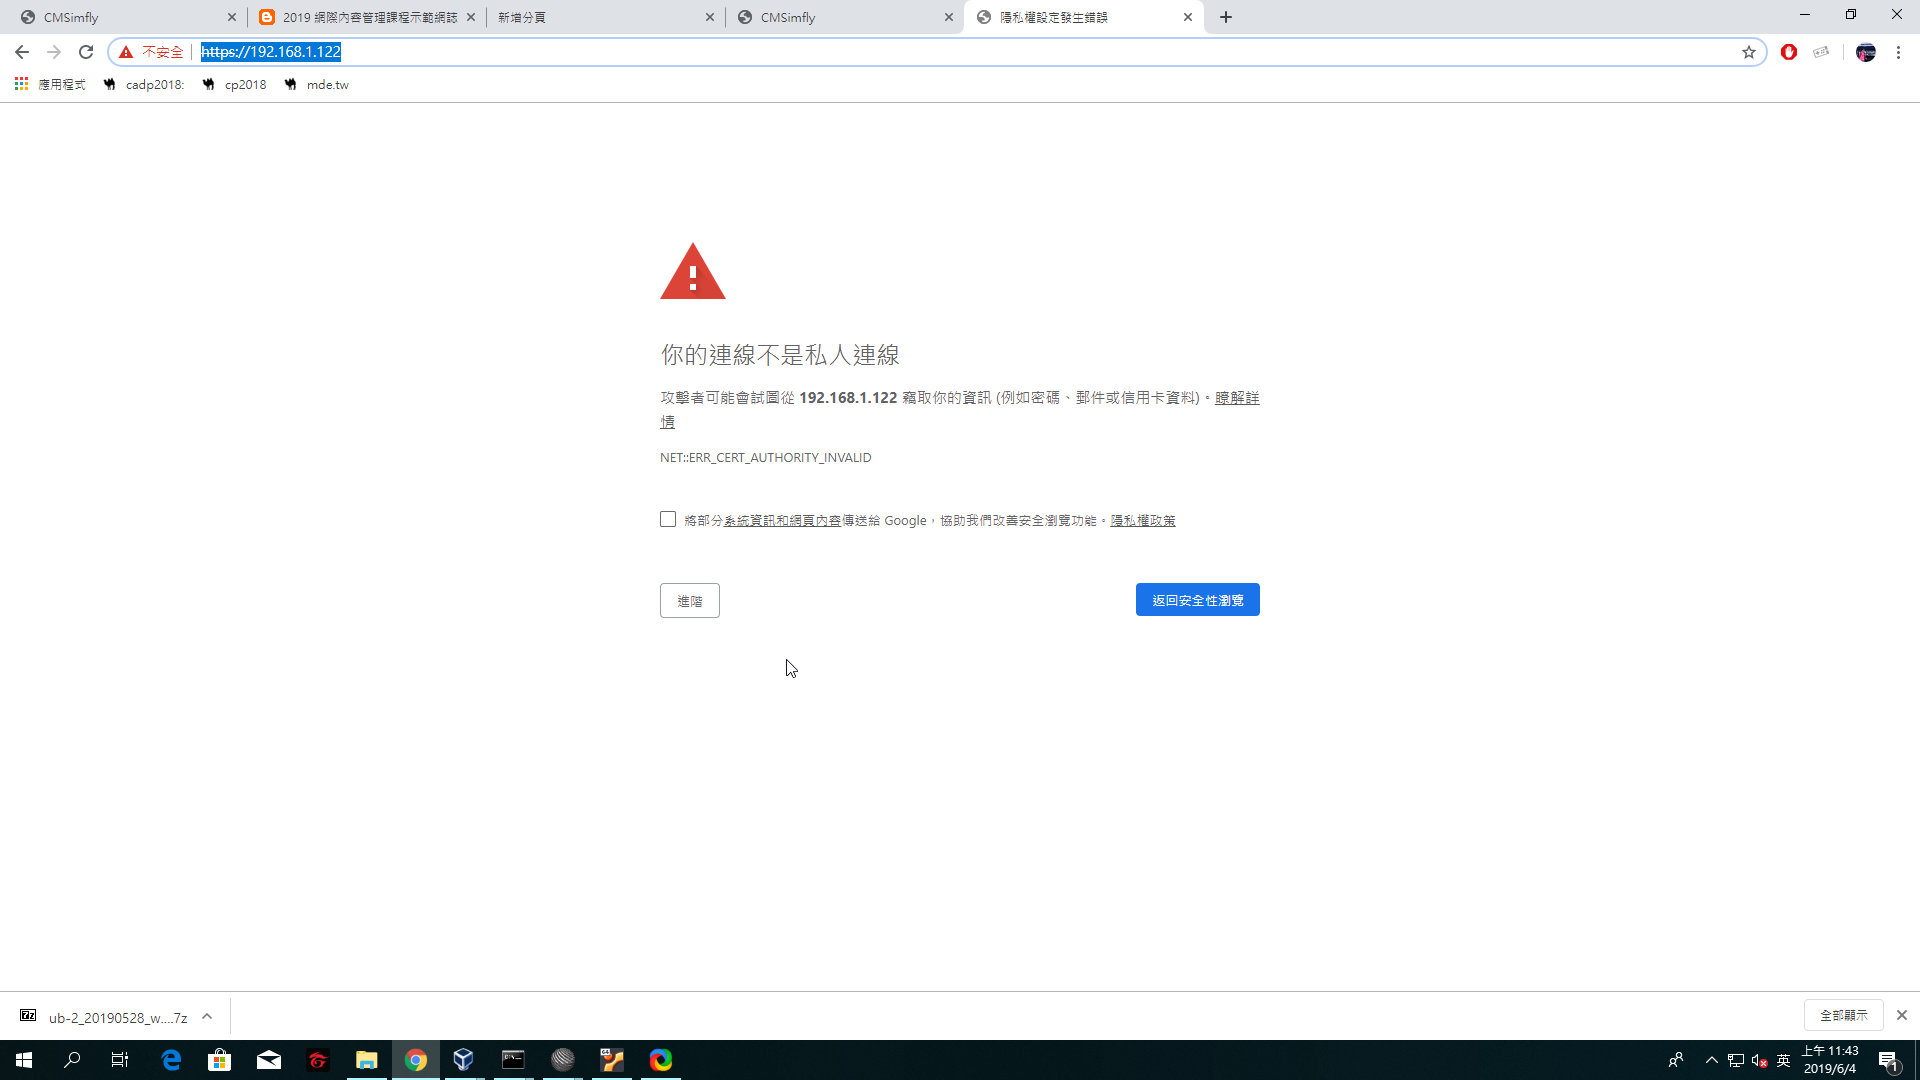 CMSimfly
2019 網際內容管理課程示範網誌
新增分頁
CMSimfly
隱私權設定發生錯誤
不安全
https://192.168.1.122
應用程式
cadp2018:
cp2018
mde.tw
你的連線不是私人連線
攻擊者可能會試圖從 192.168.1.122 竊取你的資訊 (例如密碼、郵件或信用卡資料)。瞭解詳
情
NET::ERR_CERT_AUTHORITY_INVALID
將部分系統資訊和網頁內容傳送給 Google，協助我們改善安全瀏覽功能。隱私權政策
進階
返回安全性瀏覽
ub-2_20190528_w....7z
全部顯示
英
上午 11:43
2019/6/4
1